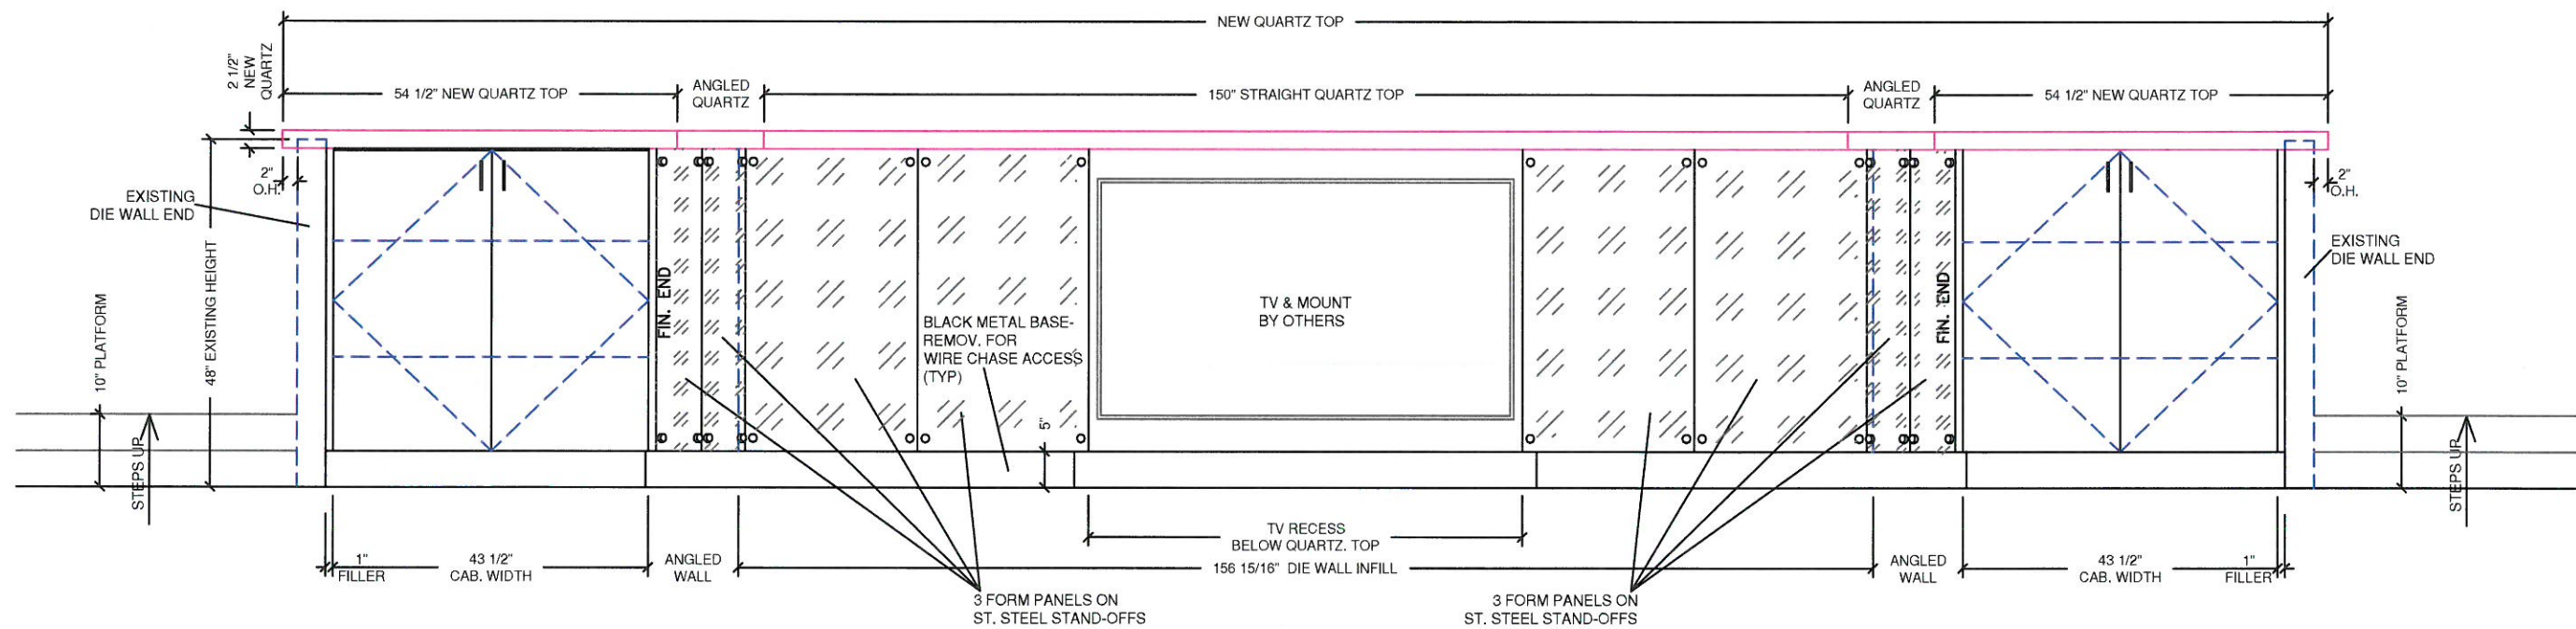 NEW QUARTZ TOP
2 1/2"
NEW
QUARTZ
54 1/2" NEW QUARTZ TOP
ANGLED
QUARTZ
150" STRAIGHT QUARTZ TOP
ANGLED
QUARTZ
54 1/2" NEW QUARTZ TOP
2"
O.H.
EXISTING
DIE WALL END
48" EXISTING HEIGHT
10" PLATFORM
STEPS UP
FIN. END
BLACK METAL BASE-
REMOV. FOR
WIRE CHASE ACCESS
(TYP)
5"
TV & MOUNT
BY OTHERS
FIN. END
2"
O.H.
EXISTING
DIE WALL END
10" PLATFORM
STEPS UP
1"
FILLER
43 1/2"
CAB. WIDTH
ANGLED
WALL
TV RECESS
BELOW QUARTZ. TOP
156 15/16" DIE WALL INFILL
ANGLED
WALL
43 1/2"
CAB. WIDTH
1"
FILLER
3 FORM PANELS ON
ST. STEEL STAND-OFFS
3 FORM PANELS ON
ST. STEEL STAND-OFFS